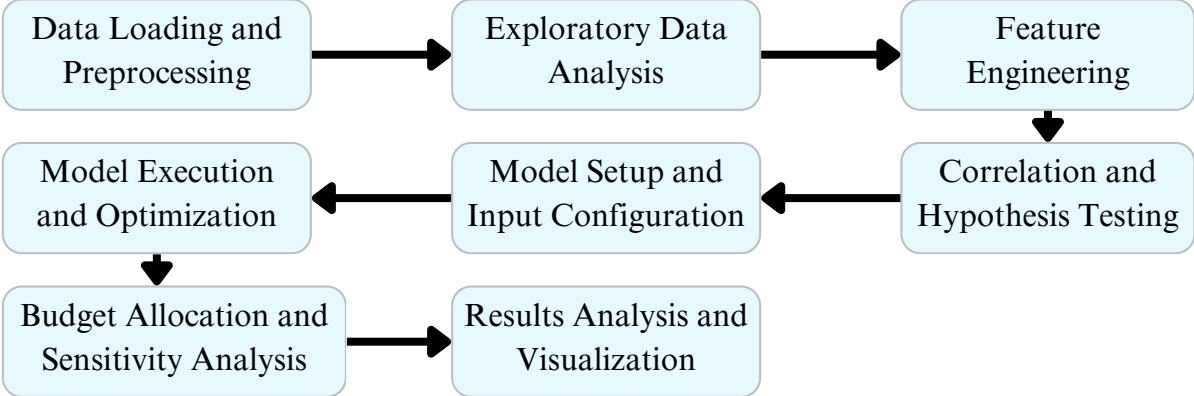 Data Loading and
Preprocessing
Exploratory Data
Analysis
Feature
Engineering
Correlation and
Hypothesis Testing
Model Setup and
Input Configuration
Model Execution
and Optimization
Budget Allocation and
Sensitivity Analysis
Results Analysis and
Visualization